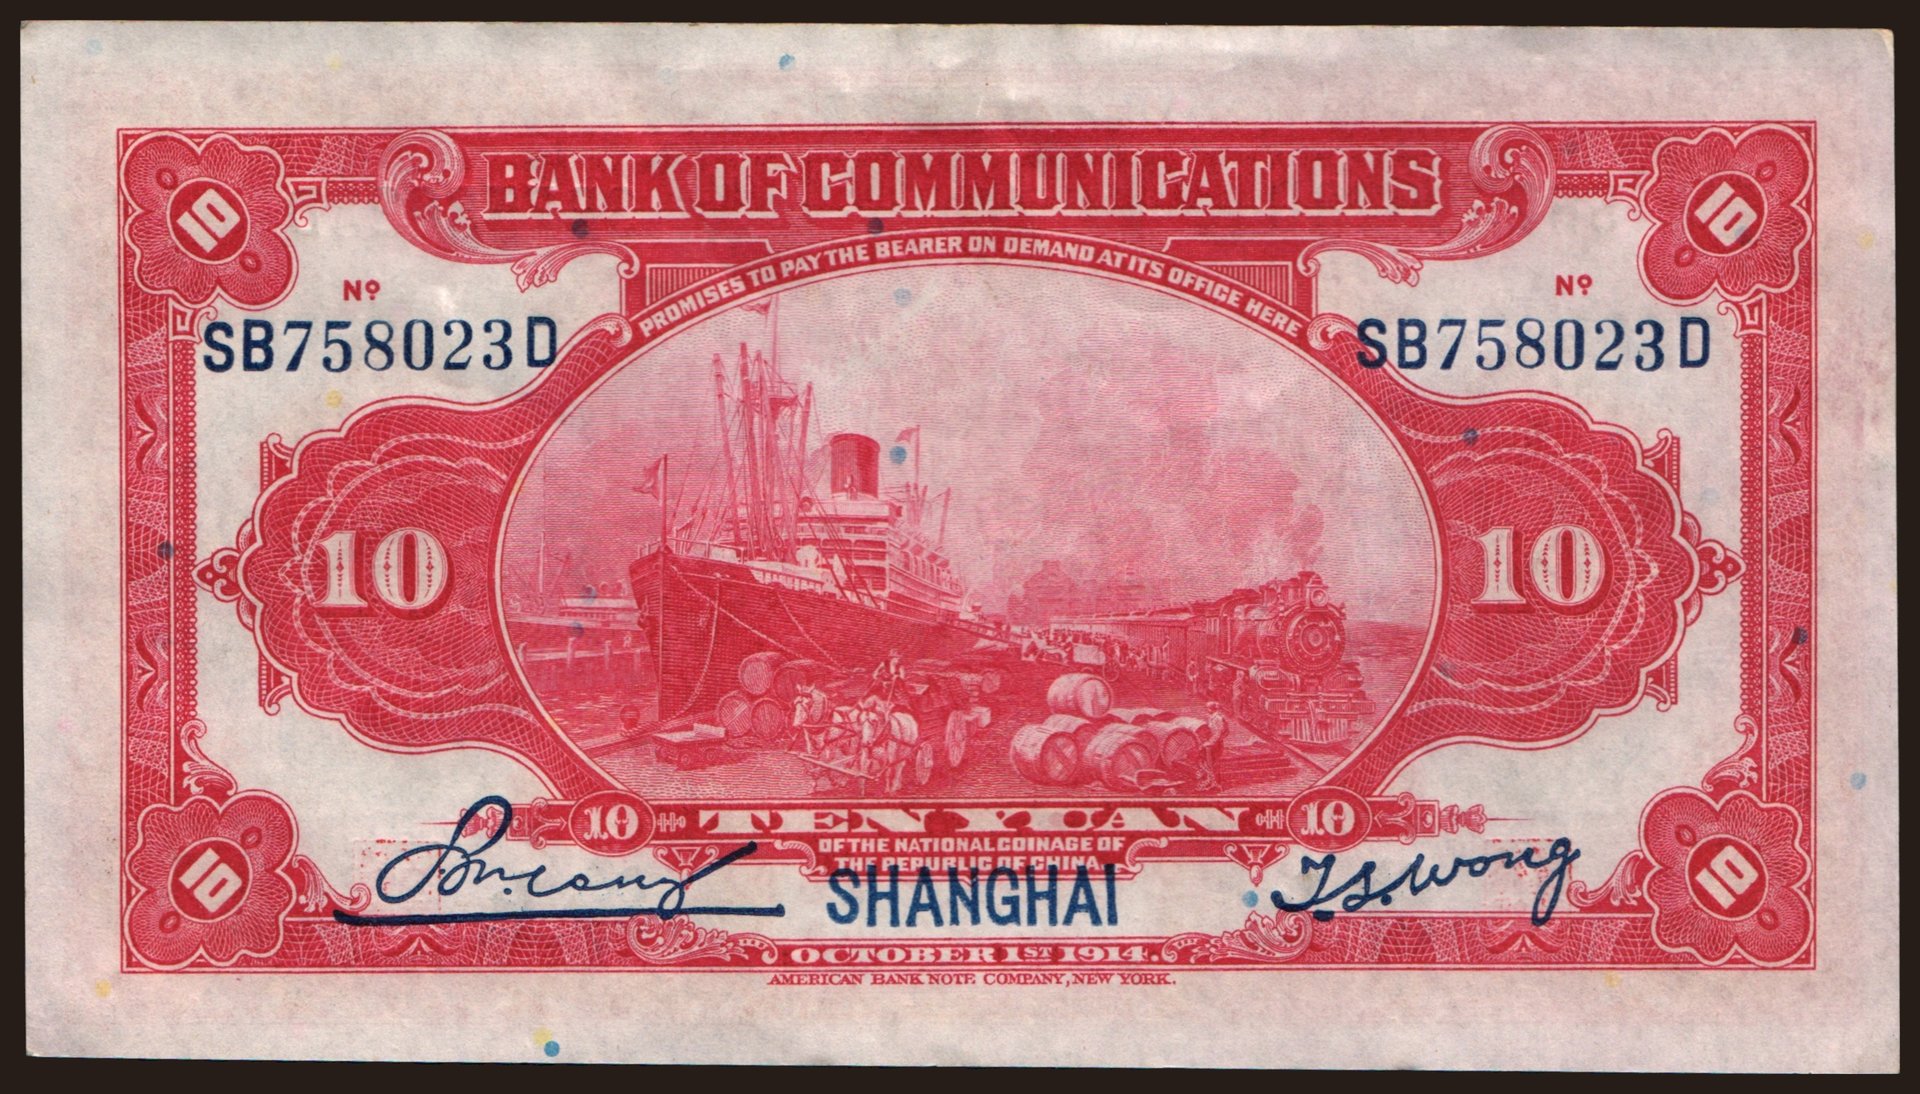 10 10
BANK OF COMMUNICATIONS
PROMISES TO PAY THE BEARER ON DEMAND AT ITS OFFICE HERE
Nº Nº
SB758023D SB758023D
10 10
10 TEN YUAN 10
OF THE NATIONAL COINAGE OF
THE REPUBLIC OF CHINA
SHANGHAI
T.S. Wong
10 10
OCTOBER 1ST 1914.
AMERICAN BANK NOTE COMPANY, NEW YORK.